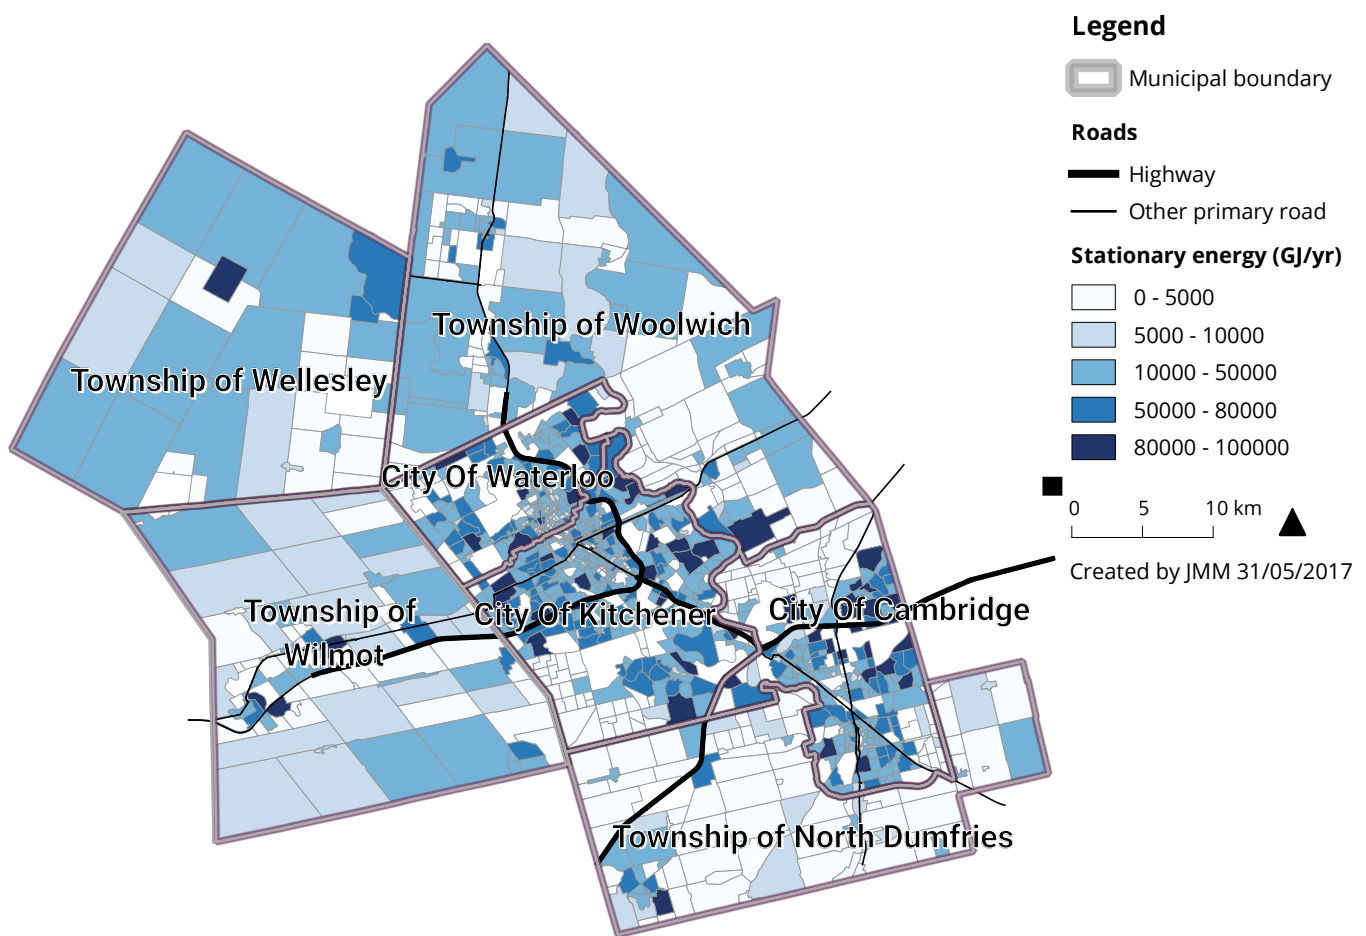 Legend
Municipal boundary
Roads
Highway
Other primary road
Stationary energy (GJ/yr)
0 - 5000
5000 - 10000
10000 - 50000
50000 - 80000
80000 - 100000
0 5 10 km
Created by JMM 31/05/2017
Township of Woolwich
Township of Wellesley
City Of Waterloo
Township of
Wilmot
City Of Kitchener
City Of Cambridge
Township of North Dumfries